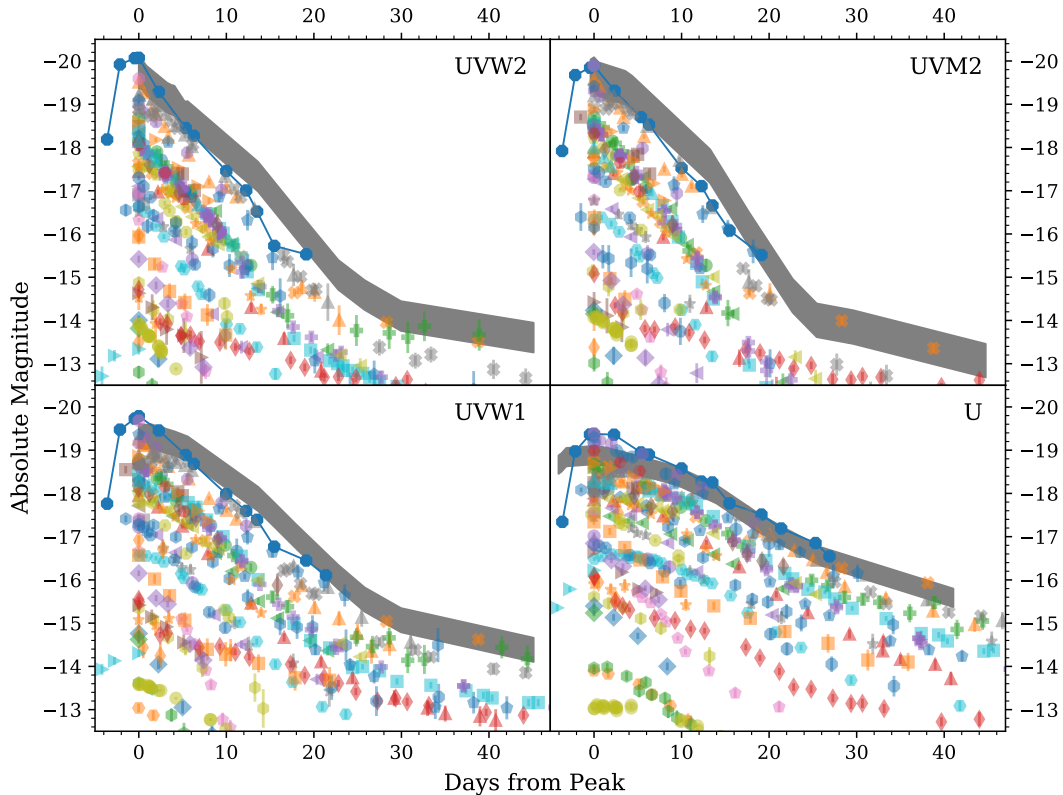 0 10 20 30 40 0 10 20 30 40
UVW2 UVM2
−20 −20
−19 −19
−18 −18
−17 −17
−16 −16
−15 −15
−14 −14
−13 −13
UVW1 U
−20 −20
−19 −19
−18 −18
−17 −17
−16 −16
−15 −15
−14 −14
−13 −13
Absolute Magnitude
0 10 20 30 40 0 10 20 30 40
Days from Peak